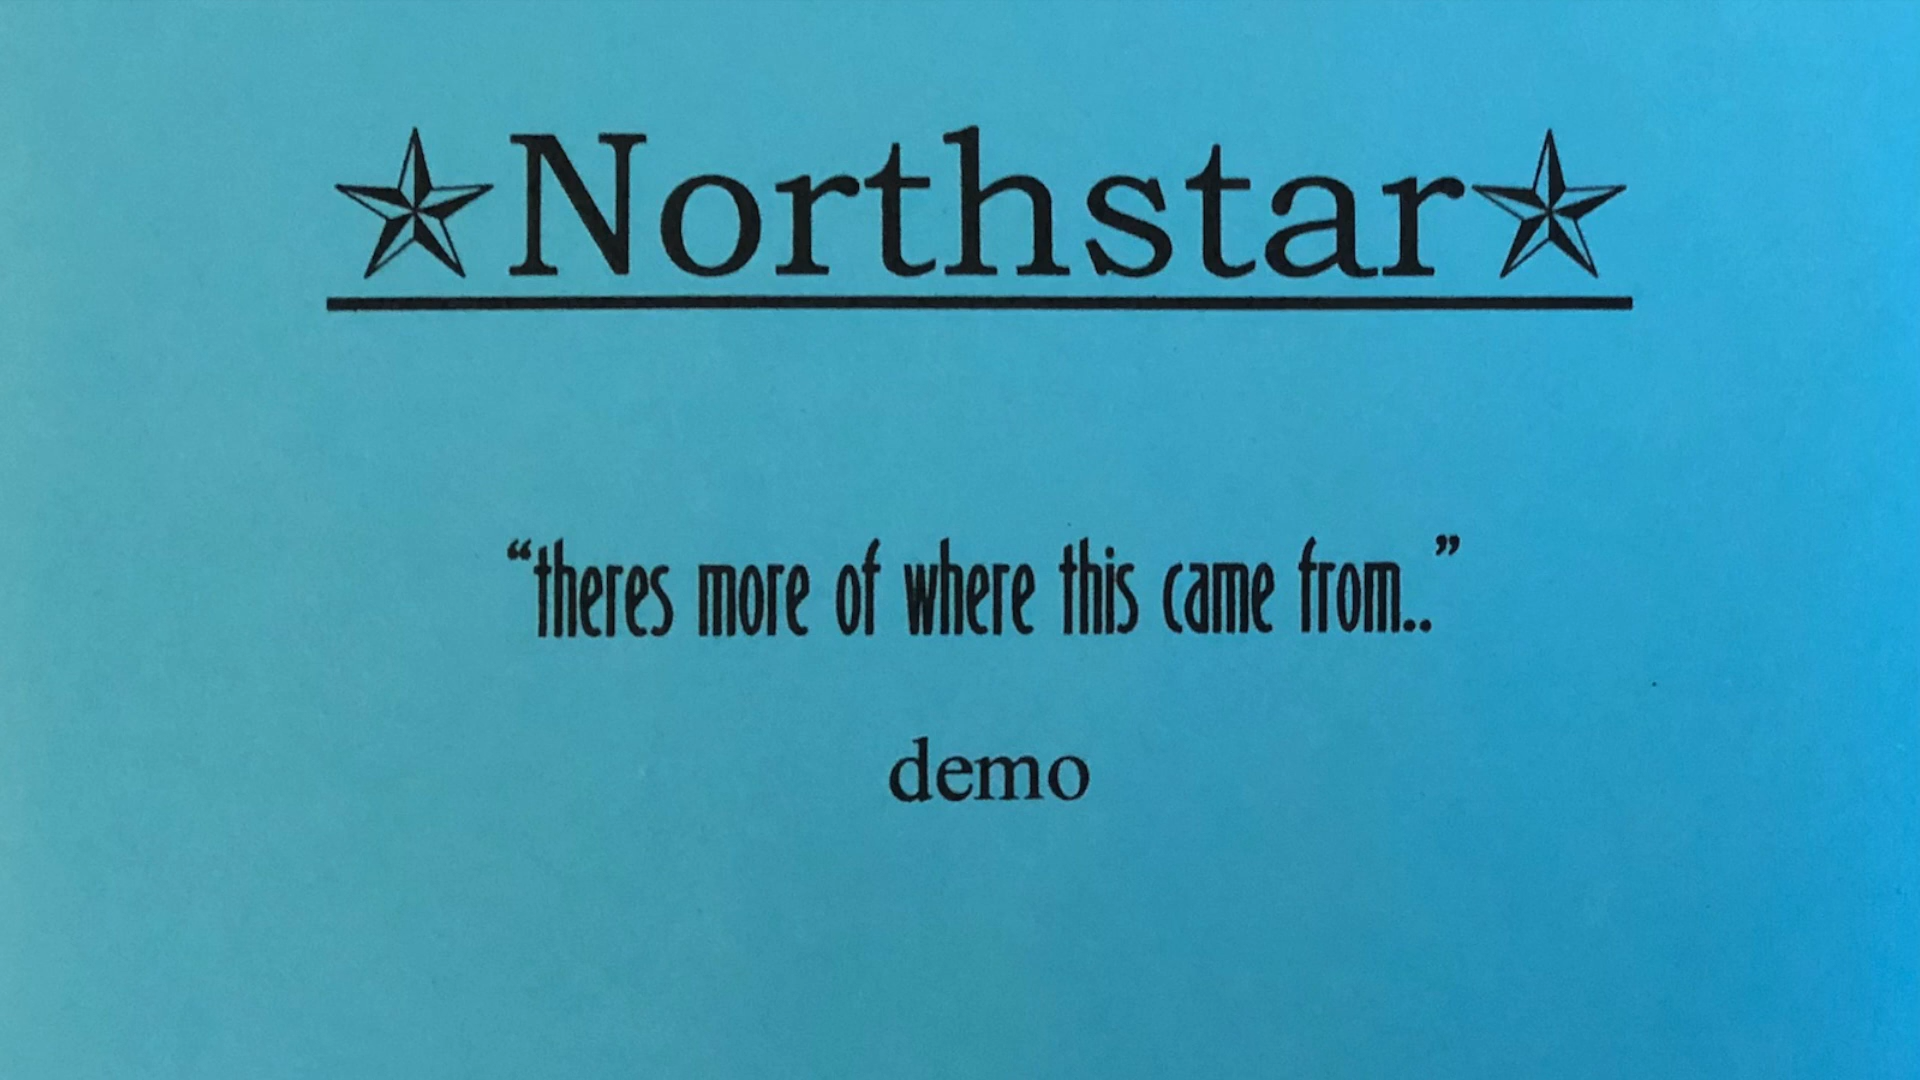 Northstar
“theres more of where this came from..”
demo